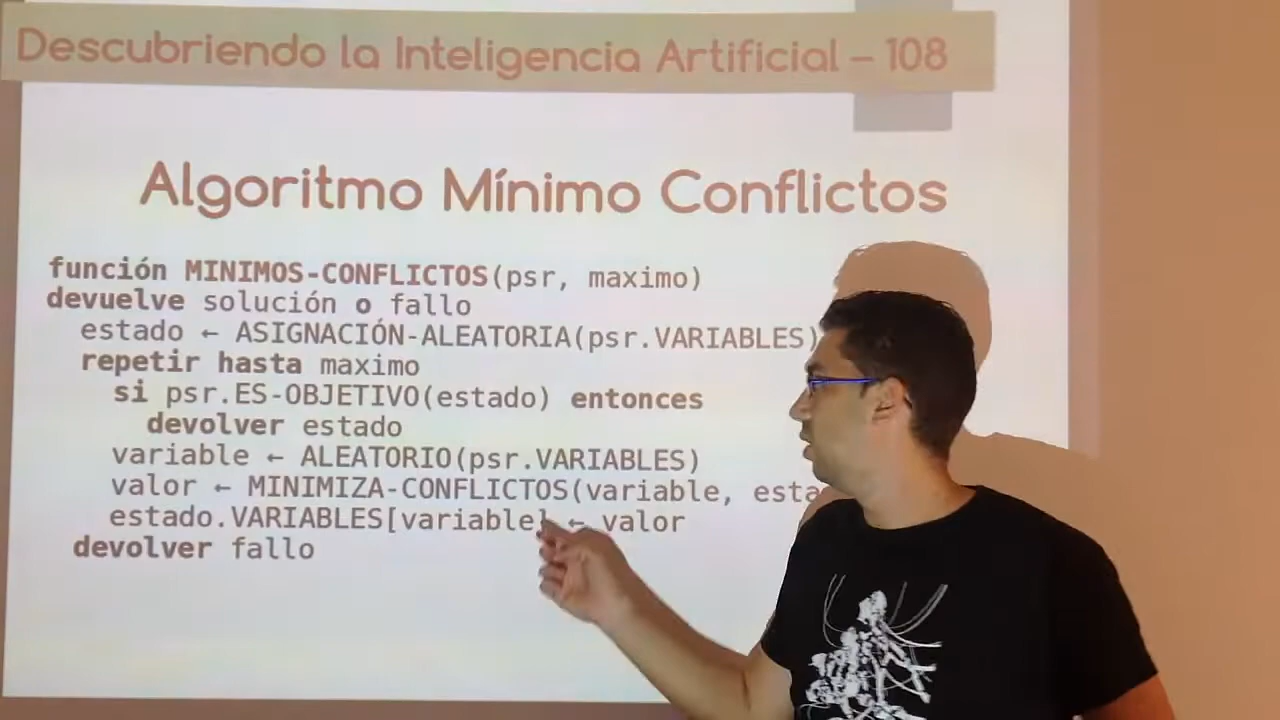 Descubriendo la Inteligencia Artificial – 108
Algoritmo Mínimo Conflictos
función MINIMOS-CONFLICTOS(psr, maximo)
devuelve solución o fallo
estado ← ASIGNACIÓN-ALEATORIA(psr.VARIABLES)
repetir hasta maximo
si psr.ES-OBJETIVO(estado) entonces
devolver estado
variable ← ALEATORIO(psr.VARIABLES)
valor ← MINIMIZA-CONFLICTOS(variable,
estado.VARIABLES[variable] ← valor
devolver fallo